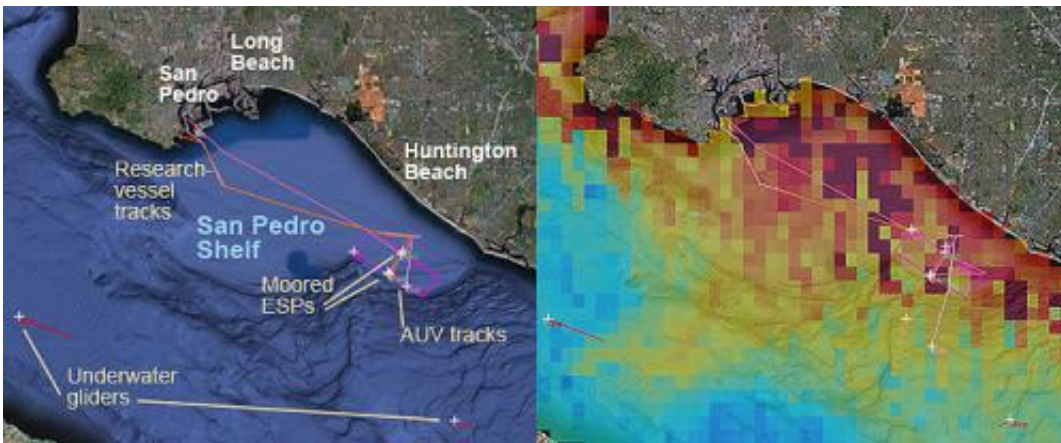 Long
Beach
San
Pedro
Huntington
Beach
Research
vessel
tracks
San Pedro
Shelf
Moored
ESPs
AUV tracks
Underwater
gliders